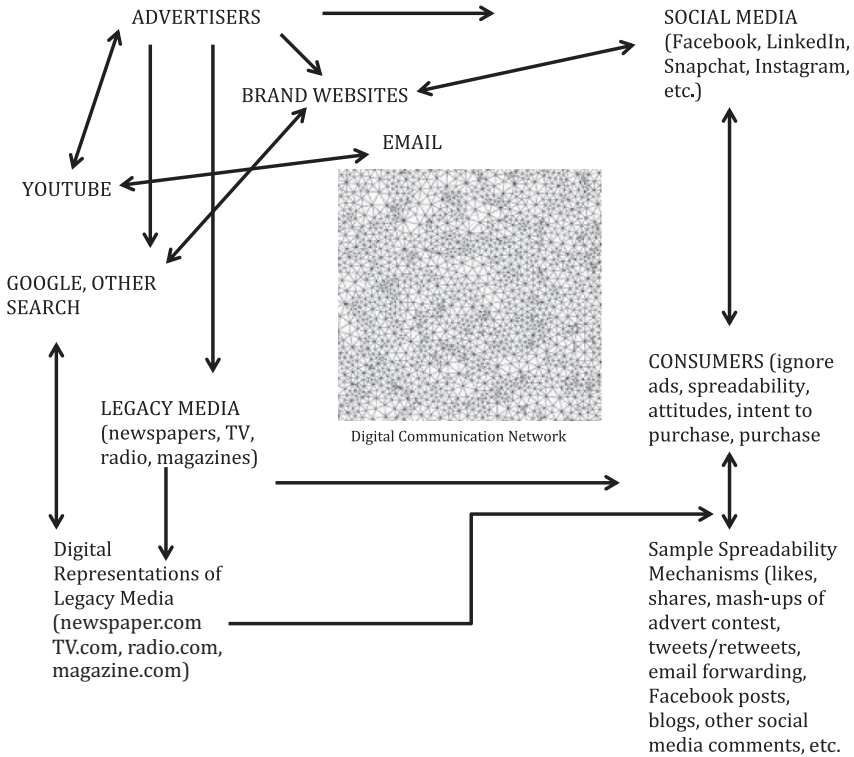 ADVERTISERS
SOCIAL MEDIA
(Facebook, LinkedIn,
Snapchat, Instagram,
etc.)
BRAND WEBSITES
EMAIL
YOUTUBE
GOOGLE, OTHER
SEARCH
CONSUMERS (ignore
ads, spreadability,
attitudes, intent to
purchase, purchase
LEGACY MEDIA
(newspapers, TV,
radio, magazines)
Digital Communication Network
Digital
Representations of
Legacy Media
(newspaper.com
TV.com, radio.com,
magazine.com)
Sample Spreadability
Mechanisms (likes,
shares, mash-ups of
advert contest,
tweets/retweets,
email forwarding,
Facebook posts,
blogs, other social
media comments, etc.